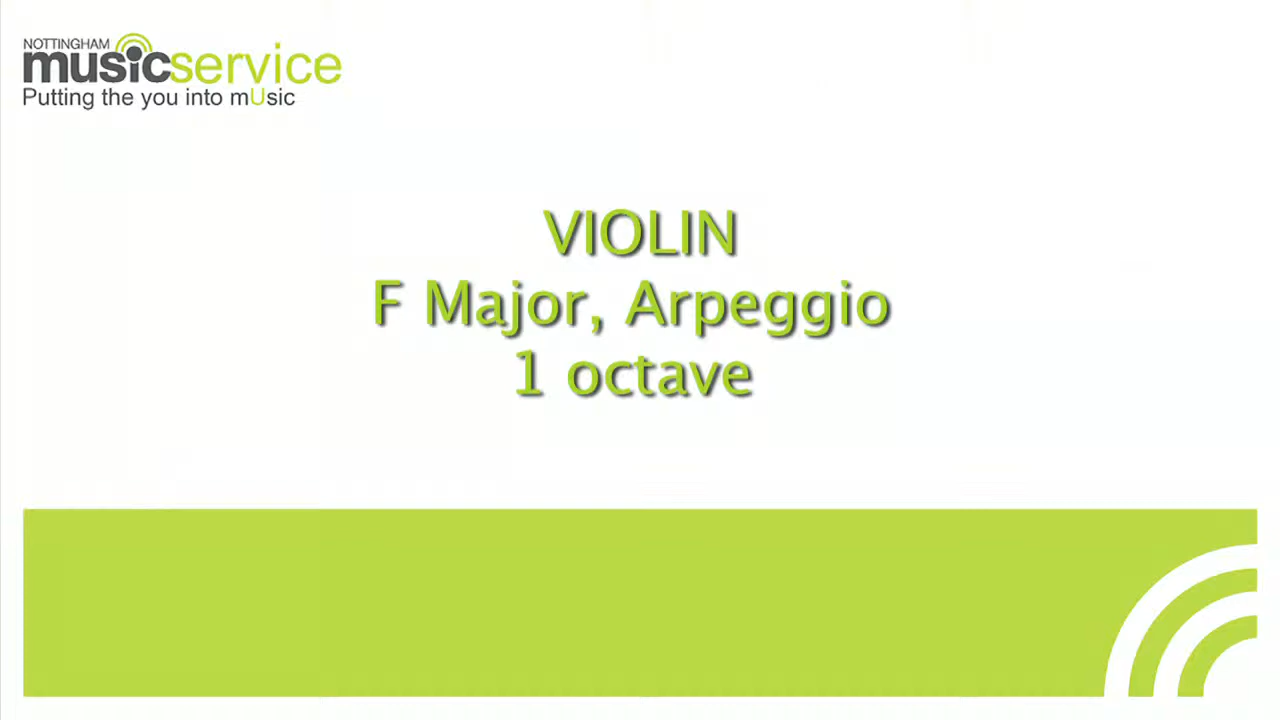 NOTTINGHAM
musicservice
Putting the you into mUsic
VIOLIN
F Major, Arpeggio
1 octave